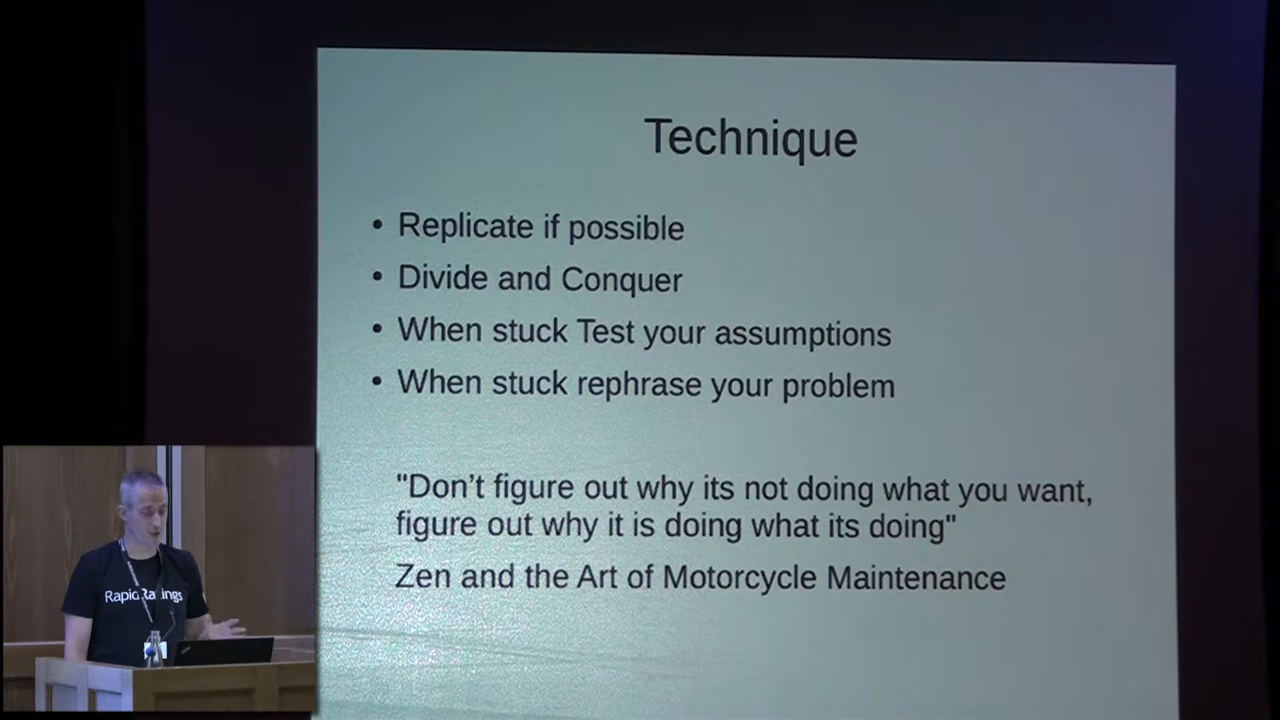 Technique
• Replicate if possible
• Divide and Conquer
• When stuck Test your assumptions
• When stuck rephrase your problem
"Don't figure out why its not doing what you want,
figure out why it is doing what its doing"
Zen and the Art of Motorcycle Maintenance
RapidRatings